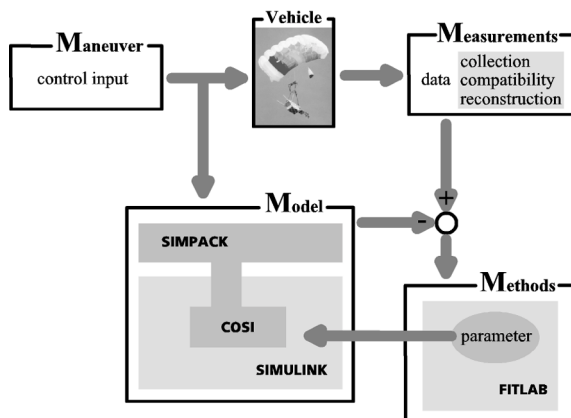 Maneuver
control input
Vehicle
Measurements
data
collection
compatibility
reconstruction
+
-
Model
SIMPACK
COSI
SIMULINK
Methods
parameter
FITLAB